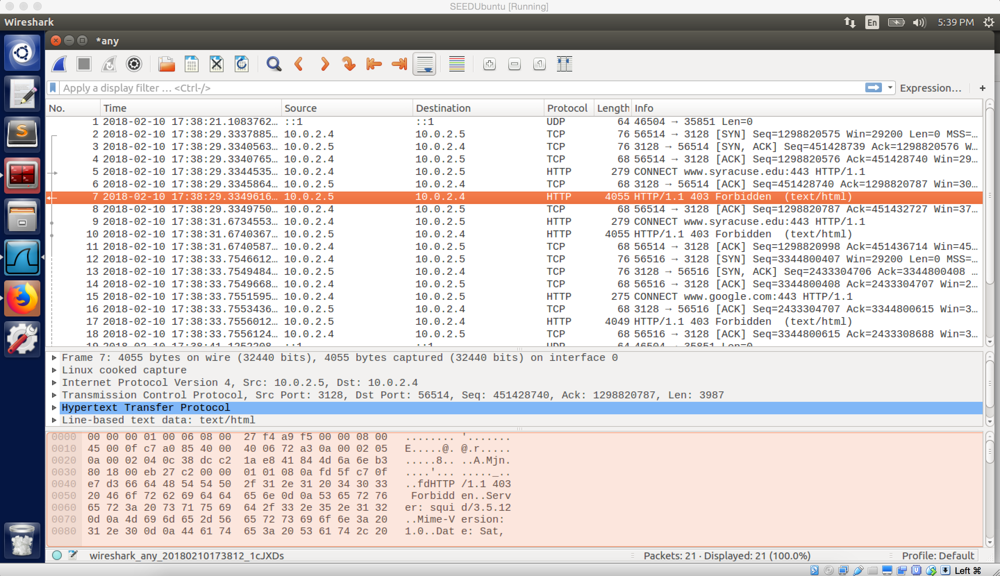 SEEDUbuntu [Running]
Wireshark
En
5:39 PM
*any
Apply a display filter … <Ctrl-/>
Expression…
+
No. Time Source Destination Protocol Length Info
1 2018-02-10 17:38:21.1083762… ::1 ::1 UDP 64 46504 → 35851 Len=0
2 2018-02-10 17:38:29.3337885… 10.0.2.4 10.0.2.5 TCP 76 56514 → 3128 [SYN] Seq=1298820575 Win=29200 Len=0 MSS=…
3 2018-02-10 17:38:29.3340563… 10.0.2.5 10.0.2.4 TCP 76 3128 → 56514 [SYN, ACK] Seq=451428739 Ack=1298820576 W…
4 2018-02-10 17:38:29.3340765… 10.0.2.4 10.0.2.5 TCP 68 56514 → 3128 [ACK] Seq=1298820576 Ack=451428740 Win=29…
5 2018-02-10 17:38:29.3344535… 10.0.2.4 10.0.2.5 HTTP 279 CONNECT www.syracuse.edu:443 HTTP/1.1
6 2018-02-10 17:38:29.3345864… 10.0.2.5 10.0.2.4 TCP 68 3128 → 56514 [ACK] Seq=451428740 Ack=1298820787 Win=30…
7 2018-02-10 17:38:29.3349616… 10.0.2.5 10.0.2.4 HTTP 4055 HTTP/1.1 403 Forbidden  (text/html)
8 2018-02-10 17:38:29.3349750… 10.0.2.4 10.0.2.5 TCP 68 56514 → 3128 [ACK] Seq=1298820787 Ack=451432727 Win=37…
9 2018-02-10 17:38:31.6734553… 10.0.2.4 10.0.2.5 HTTP 279 CONNECT www.syracuse.edu:443 HTTP/1.1
10 2018-02-10 17:38:31.6740367… 10.0.2.5 10.0.2.4 HTTP 4055 HTTP/1.1 403 Forbidden  (text/html)
11 2018-02-10 17:38:31.6740587… 10.0.2.4 10.0.2.5 TCP 68 56514 → 3128 [ACK] Seq=1298820998 Ack=451436714 Win=45…
12 2018-02-10 17:38:33.7546612… 10.0.2.4 10.0.2.5 TCP 76 56516 → 3128 [SYN] Seq=3344800407 Win=29200 Len=0 MSS=…
13 2018-02-10 17:38:33.7549484… 10.0.2.5 10.0.2.4 TCP 76 3128 → 56516 [SYN, ACK] Seq=2433304706 Ack=3344800408 …
14 2018-02-10 17:38:33.7549668… 10.0.2.4 10.0.2.5 TCP 68 56516 → 3128 [ACK] Seq=3344800408 Ack=2433304707 Win=2…
15 2018-02-10 17:38:33.7551595… 10.0.2.4 10.0.2.5 HTTP 275 CONNECT www.google.com:443 HTTP/1.1
16 2018-02-10 17:38:33.7553436… 10.0.2.5 10.0.2.4 TCP 68 3128 → 56516 [ACK] Seq=2433304707 Ack=3344800615 Win=3…
17 2018-02-10 17:38:33.7556012… 10.0.2.5 10.0.2.4 HTTP 4049 HTTP/1.1 403 Forbidden  (text/html)
18 2018-02-10 17:38:33.7556124… 10.0.2.4 10.0.2.5 TCP 68 56516 → 3128 [ACK] Seq=3344800615 Ack=2433308688 Win=3…
19 2018-02-10 17:38:41.1252208… ::1 ::1 UDP 64 46504 → 35851 Len=0
Frame 7: 4055 bytes on wire (32440 bits), 4055 bytes captured (32440 bits) on interface 0
Linux cooked capture
Internet Protocol Version 4, Src: 10.0.2.5, Dst: 10.0.2.4
Transmission Control Protocol, Src Port: 3128, Dst Port: 56514, Seq: 451428740, Ack: 1298820787, Len: 3987
Hypertext Transfer Protocol
Line-based text data: text/html
0000 00 00 00 01 00 06 08 00 27 f4 a9 f5 00 00 08 00 ........ '.......
0010 45 00 0f c7 a0 85 40 00 40 06 72 a3 0a 00 02 05 E.....@. @.r.....
0020 0a 00 02 04 0c 38 dc c2 1a e8 41 84 4d 6a 6e b3 .....8.. ..A.Mjn.
0030 80 18 00 eb 27 c2 00 00 01 01 08 0a fd 5f c7 0f ....'... ....._..
0040 e7 d3 66 64 48 54 54 50 2f 31 2e 31 20 34 30 33 ..fdHTTP /1.1 403
0050 20 46 6f 72 62 69 64 64 65 6e 0d 0a 53 65 72 76 Forbidd en..Serv
0060 65 72 3a 20 73 71 75 69 64 2f 33 2e 35 2e 31 32 er: squi d/3.5.12
0070 0d 0a 4d 69 6d 65 2d 56 65 72 73 69 6f 6e 3a 20 ..Mime-V ersion:
0080 31 2e 30 0d 0a 44 61 74 65 3a 20 53 61 74 2c 20 1.0..Dat e: Sat,
wireshark_any_20180210173812_1cJXDs
Packets: 21 · Displayed: 21 (100.0%)
Profile: Default
Left ⌘